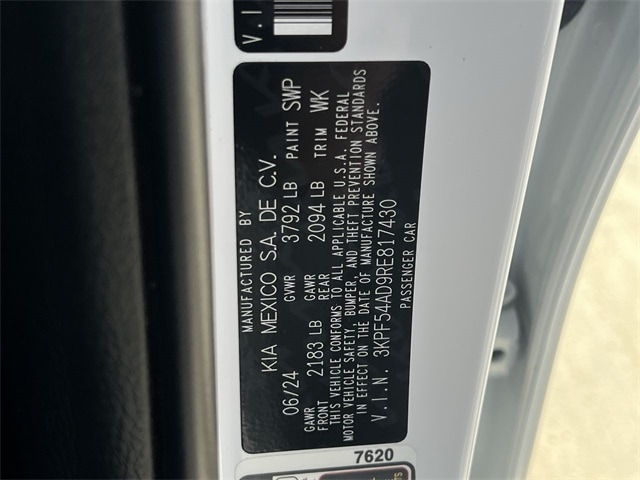 V.I
MANUFACTURED BY
KIA MEXICO S.A. DE C.V.
06/24 GVWR 3792 LB PAINT SWP
GAWR FRONT 2183 LB GAWR REAR 2094 LB TRIM WK
THIS VEHICLE CONFORMS TO ALL APPLICABLE U.S.A. FEDERAL
MOTOR VEHICLE SAFETY, BUMPER, AND THEFT PREVENTION STANDARDS
IN EFFECT ON THE DATE OF MANUFACTURE SHOWN ABOVE.
V.I.N. 3KPF54AD9RE817430
PASSENGER CAR
7620